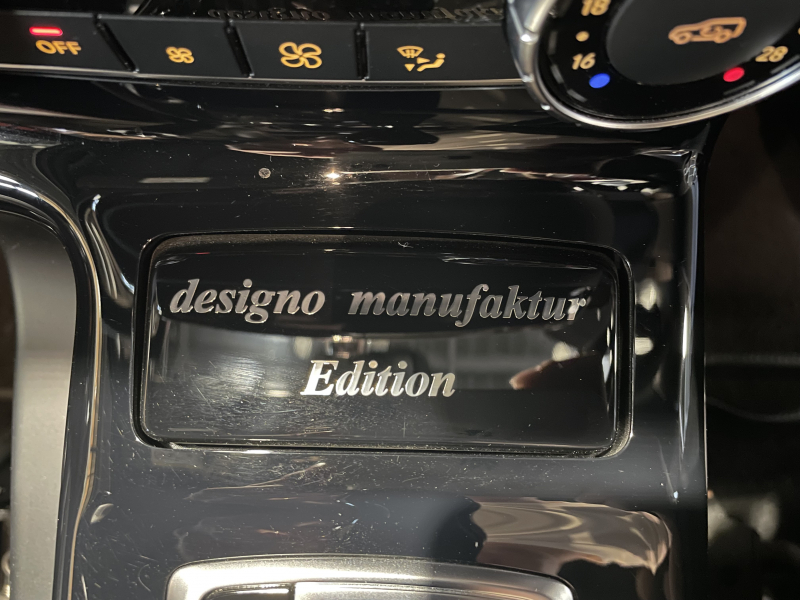 18
OFF
16
28
designo manufaktur
Edition